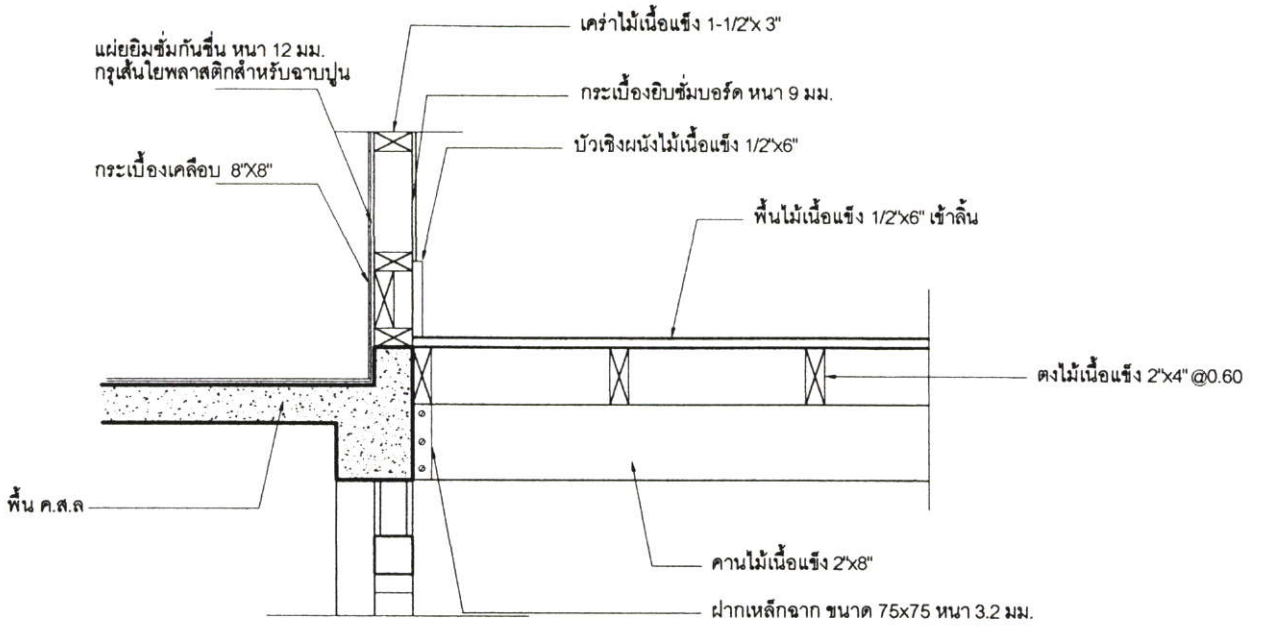 เคร่าไม้เนื้อแข็ง 1-1/2"x 3"
แผ่ยยิมซั่มกันชื่น หนา 12 มม.
กรุเส้นใยพลาสติกสำหรับฉาบปูน
กระเบื้องยิบซั่มบอร์ด หนา 9 มม.
บัวเชิงผนังไม้เนื้อแข็ง 1/2"x6"
กระเบื้องเคลือบ 8"X8"
พื้นไม้เนื้อแข็ง 1/2"x6" เข้าลิ้น
ตงไม้เนื้อแข็ง 2"x4" @0.60
พื้น ค.ส.ล
คานไม้เนื้อแข็ง 2"x8"
ฝากเหล็กฉาก ขนาด 75x75 หนา 3.2 มม.